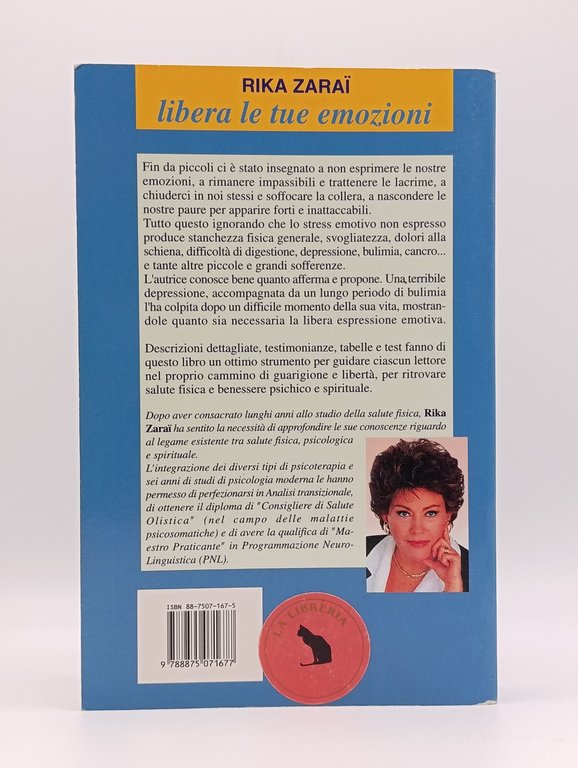 RIKA ZARAÏ
libera le tue emozioni
Fin da piccoli ci è stato insegnato a non esprimere le nostre
emozioni, a rimanere impassibili e trattenere le lacrime, a
chiuderci in noi stessi e soffocare la collera, a nascondere le
nostre paure per apparire forti e inattaccabili.
Tutto questo ignorando che lo stress emotivo non espresso
produce stanchezza fisica generale, svogliatezza, dolori alla
schiena, difficoltà di digestione, depressione, bulimia, cancro...
e tante altre piccole e grandi sofferenze.
L'autrice conosce bene quanto afferma e propone. Una terribile
depressione, accompagnata da un lungo periodo di bulimia
l'ha colpita dopo un difficile momento della sua vita, mostran-
dole quanto sia necessaria la libera espressione emotiva.
Descrizioni dettagliate, testimonianze, tabelle e test fanno di
questo libro un ottimo strumento per guidare ciascun lettore
nel proprio cammino di guarigione e libertà, per ritrovare
salute fisica e benessere psichico e spirituale.
Dopo aver consacrato lunghi anni allo studio della salute fisica, Rika
Zaraï ha sentito la necessità di approfondire le sue conoscenze riguardo
al legame esistente tra salute fisica, psicologica
e spirituale.
L'integrazione dei diversi tipi di psicoterapia e
sei anni di studi di psicologia moderna le hanno
permesso di perfezionarsi in Analisi transizionale,
di ottenere il diploma di "Consigliere di Salute
Olistica" (nel campo delle malattie
psicosomatiche) e di avere la qualifica di "Ma-
estro Praticante" in Programmazione Neuro-
Linguistica (PNL).
ISBN 88-7507-167-5
9 788875 071677
LA LIBRERIA